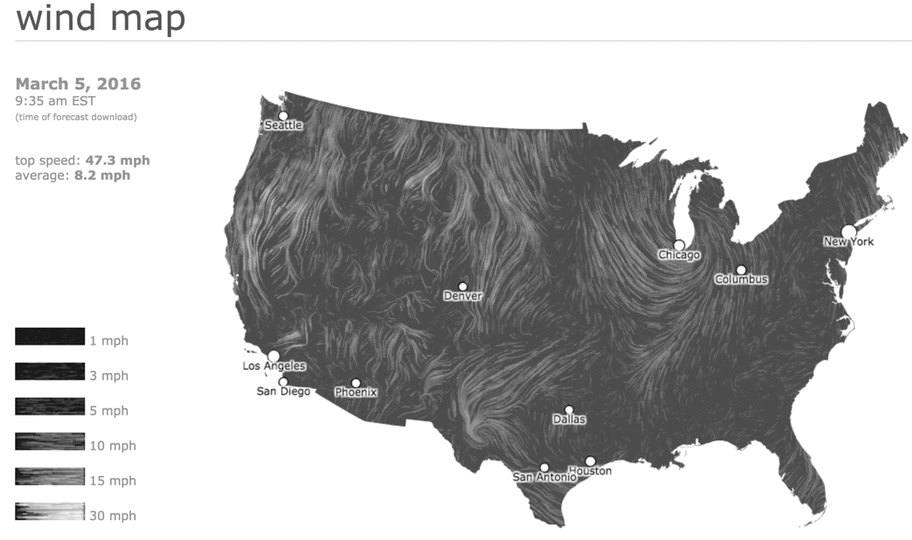 wind map
March 5, 2016
9:35 am EST
(time of forecast download)
top speed: 47.3 mph
average: 8.2 mph
1 mph
3 mph
5 mph
10 mph
15 mph
30 mph
Seattle
New York
Chicago
Columbus
Denver
Los Angeles
San Diego
Phoenix
Dallas
Houston
San Antonio